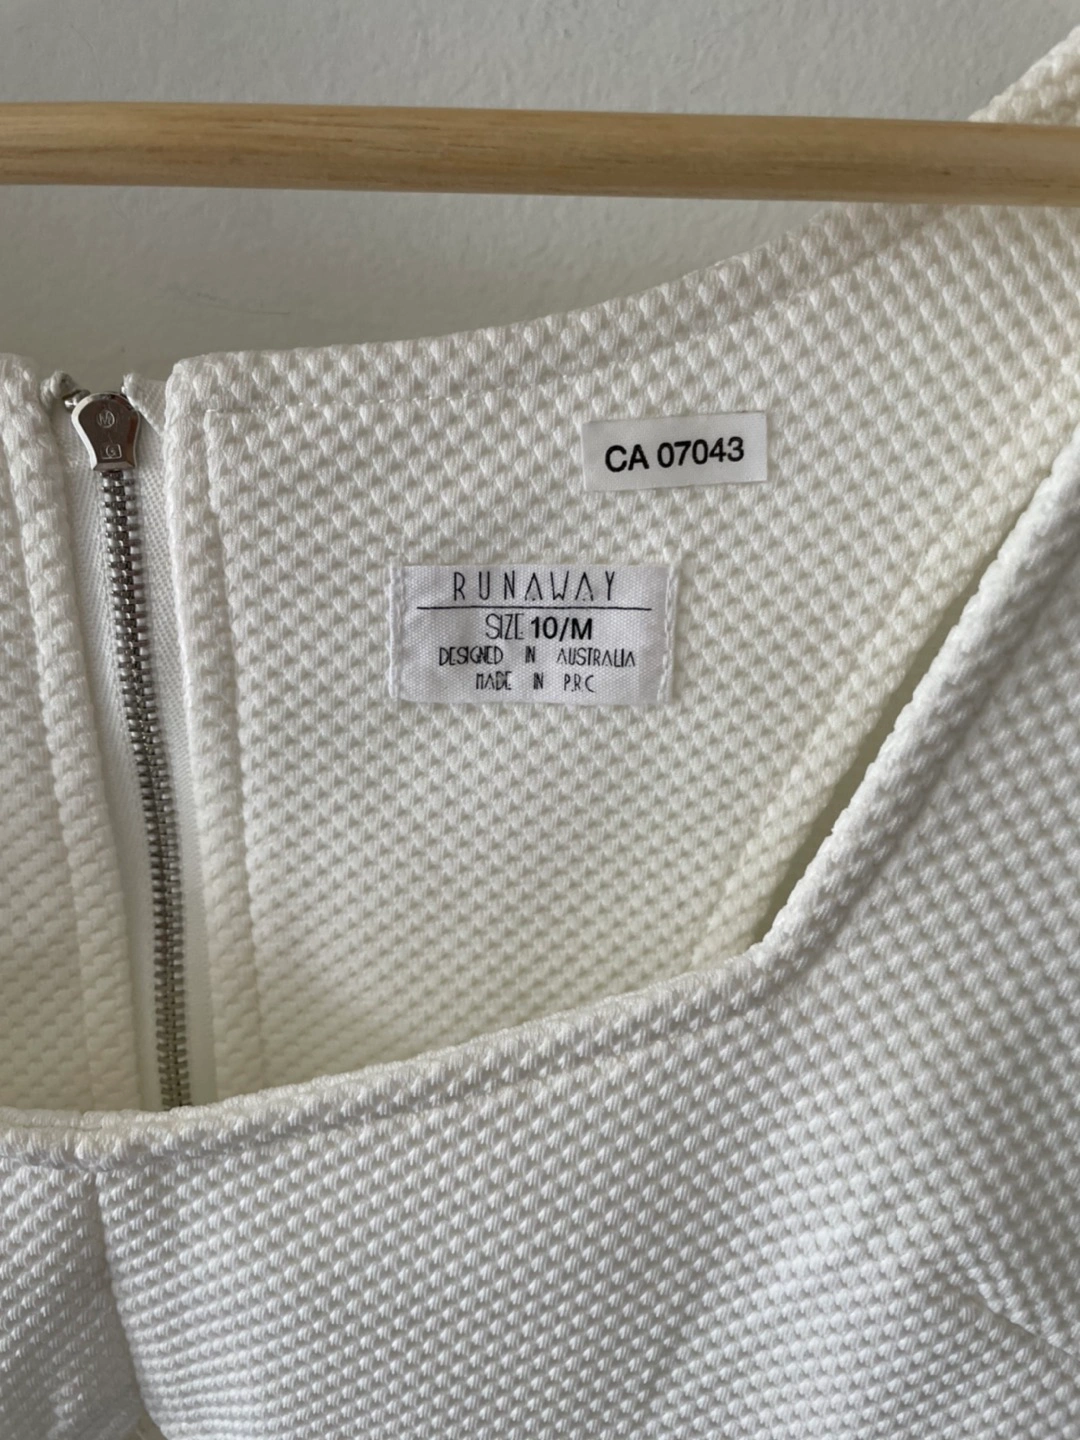 CA 07043
RUNAWAY
SIZE 10/M
DESIGNED IN AUSTRALIA
MADE IN P.R.C